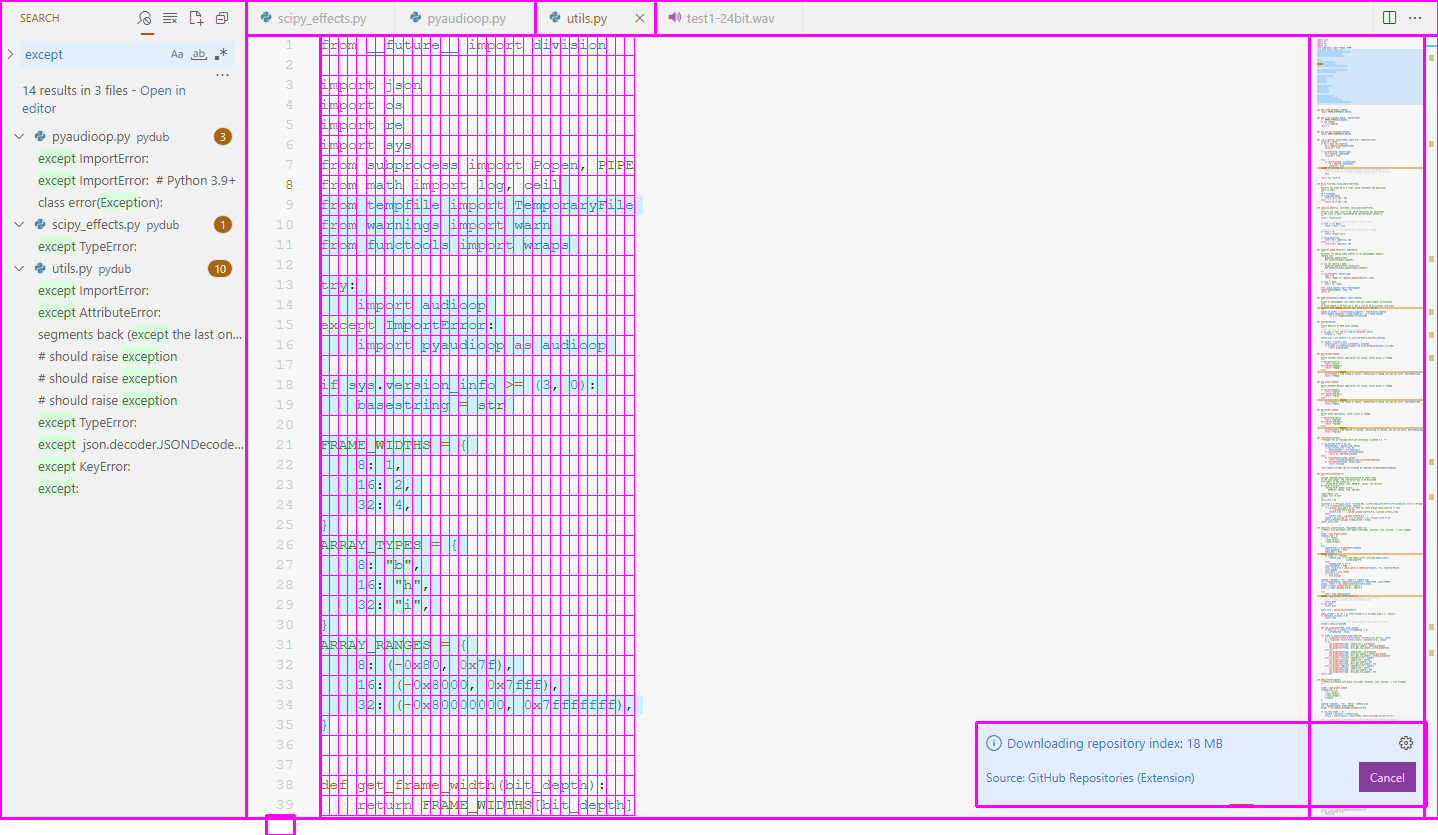 SEARCH
except
Aa ab
14 results in 3 files - Open in
editor
pyaudioop.py pydub 3
except ImportError:
except ImportError: # Python 3.9+
class error(Exception):
scipy_effects.py pydub 1
except TypeError:
utils.py pydub 10
except ImportError:
except AttributeError:
segments back (except the last on...
# should raise exception
# should raise exception
# should raise exception
except TypeError:
except json.decoder.JSONDecode...
except KeyError:
except:
scipy_effects.py pyaudioop.py utils.py test1-24bit.wav
1 from __future__ import division
2
3 import json
4 import os
5 import re
6 import sys
7 from subprocess import Popen, PIPE
8 from math import log, ceil
9 from tempfile import TemporaryFile
10 from warnings import warn
11 from functools import wraps
12
13 try:
14 import audioop
15 except ImportError:
16 import pyaudioop as audioop
17
18 if sys.version_info >= (3, 0):
19 basestring = str
20
21 FRAME_WIDTHS = {
22 8: 1,
23 16: 2,
24 32: 4,
25 }
26 ARRAY_TYPES = {
27 8: "b",
28 16: "h",
29 32: "i",
30 }
31 ARRAY_RANGES = {
32 8: (-0x80, 0x7f),
33 16: (-0x8000, 0x7fff),
34 32: (-0x80000000, 0x7fffffff),
35 }
36
37
38 def get_frame_width(bit_depth):
39 return FRAME_WIDTHS[bit_depth]
Downloading repository index: 18 MB
Source: GitHub Repositories (Extension)
Cancel